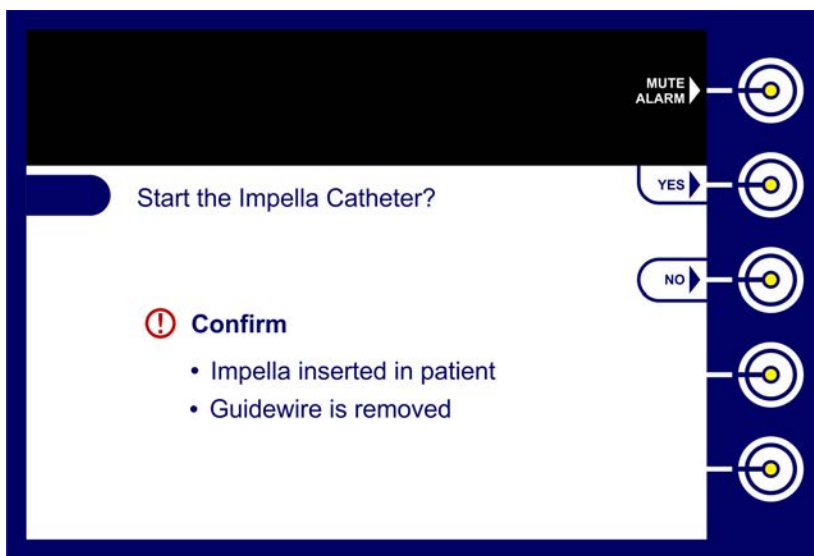 MUTE
ALARM
YES
Start the Impella Catheter?
NO
Confirm
• Impella inserted in patient
• Guidewire is removed